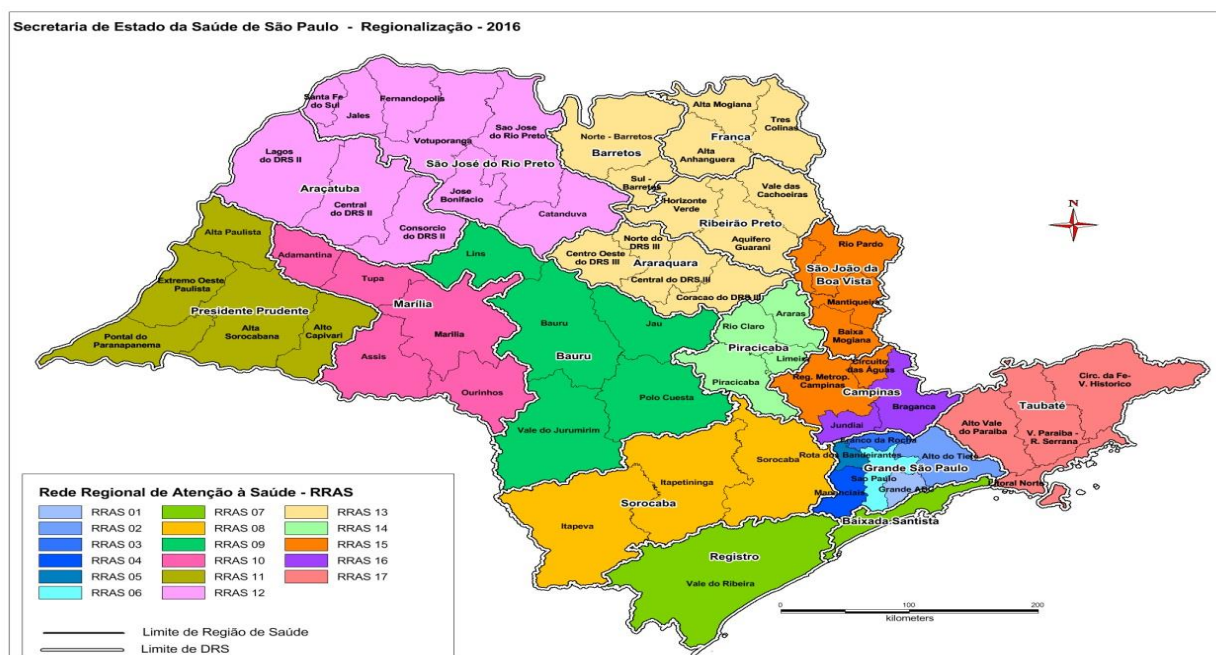 Secretaria de Estado da Saúde de São Paulo - Regionalização - 2016
Santa Fe
do Sul
Jales
Fernandopolis
Votuporanga
Sao Jose
do Rio Preto
São José do Rio Preto
Jose
Bonifacio
Catanduva
Lagos
do DRS II
Araçatuba
Central
do DRS II
Consorcio
do DRS II
Norte - Barretos
Barretos
Sul -
Barretos
Alta Mogiana
Tres
Colinas
Franca
Alta
Anhanguera
Horizonte
Verde
Vale das
Cachoeiras
Ribeirão Preto
Aquifero
Guarani
Norte do
DRS III
Centro Oeste
do DRS III
Araraquara
Central do DRS III
Coracao do DRS III
Rio Pardo
São João da
Boa Vista
Mantiqueira
Baixa
Mogiana
Alta Paulista
Extremo Oeste
Paulista
Presidente Prudente
Pontal do
Paranapanema
Alta
Sorocabana
Alto
Capivari
Adamantina
Tupa
Marília
Marilia
Assis
Ourinhos
Lins
Bauru
Jau
Bauru
Polo Cuesta
Vale do Jurumirim
Araras
Rio Claro
Piracicaba
Limeira
Piracicaba
Reg. Metrop.
Campinas
Circuito
das Aguas
Campinas
Braganca
Jundiai
Circ. da Fe-
V. Historico
Taubaté
Alto Vale
do Paraiba
V. Paraiba -
R. Serrana
Litoral Norte
Franco da Rocha
Rota dos Bandeirantes
Alto do Tiete
Grande São Paulo
Sao Paulo
Grande ABC
Mananciais
Baixada Santista
Sorocaba
Itapetininga
Sorocaba
Itapeva
Registro
Vale do Ribeira
Rede Regional de Atenção à Saúde - RRAS
RRAS 01
RRAS 02
RRAS 03
RRAS 04
RRAS 05
RRAS 06
RRAS 07
RRAS 08
RRAS 09
RRAS 10
RRAS 11
RRAS 12
RRAS 13
RRAS 14
RRAS 15
RRAS 16
RRAS 17
Limite de Região de Saúde
Limite de DRS
0 100 200
kilometers